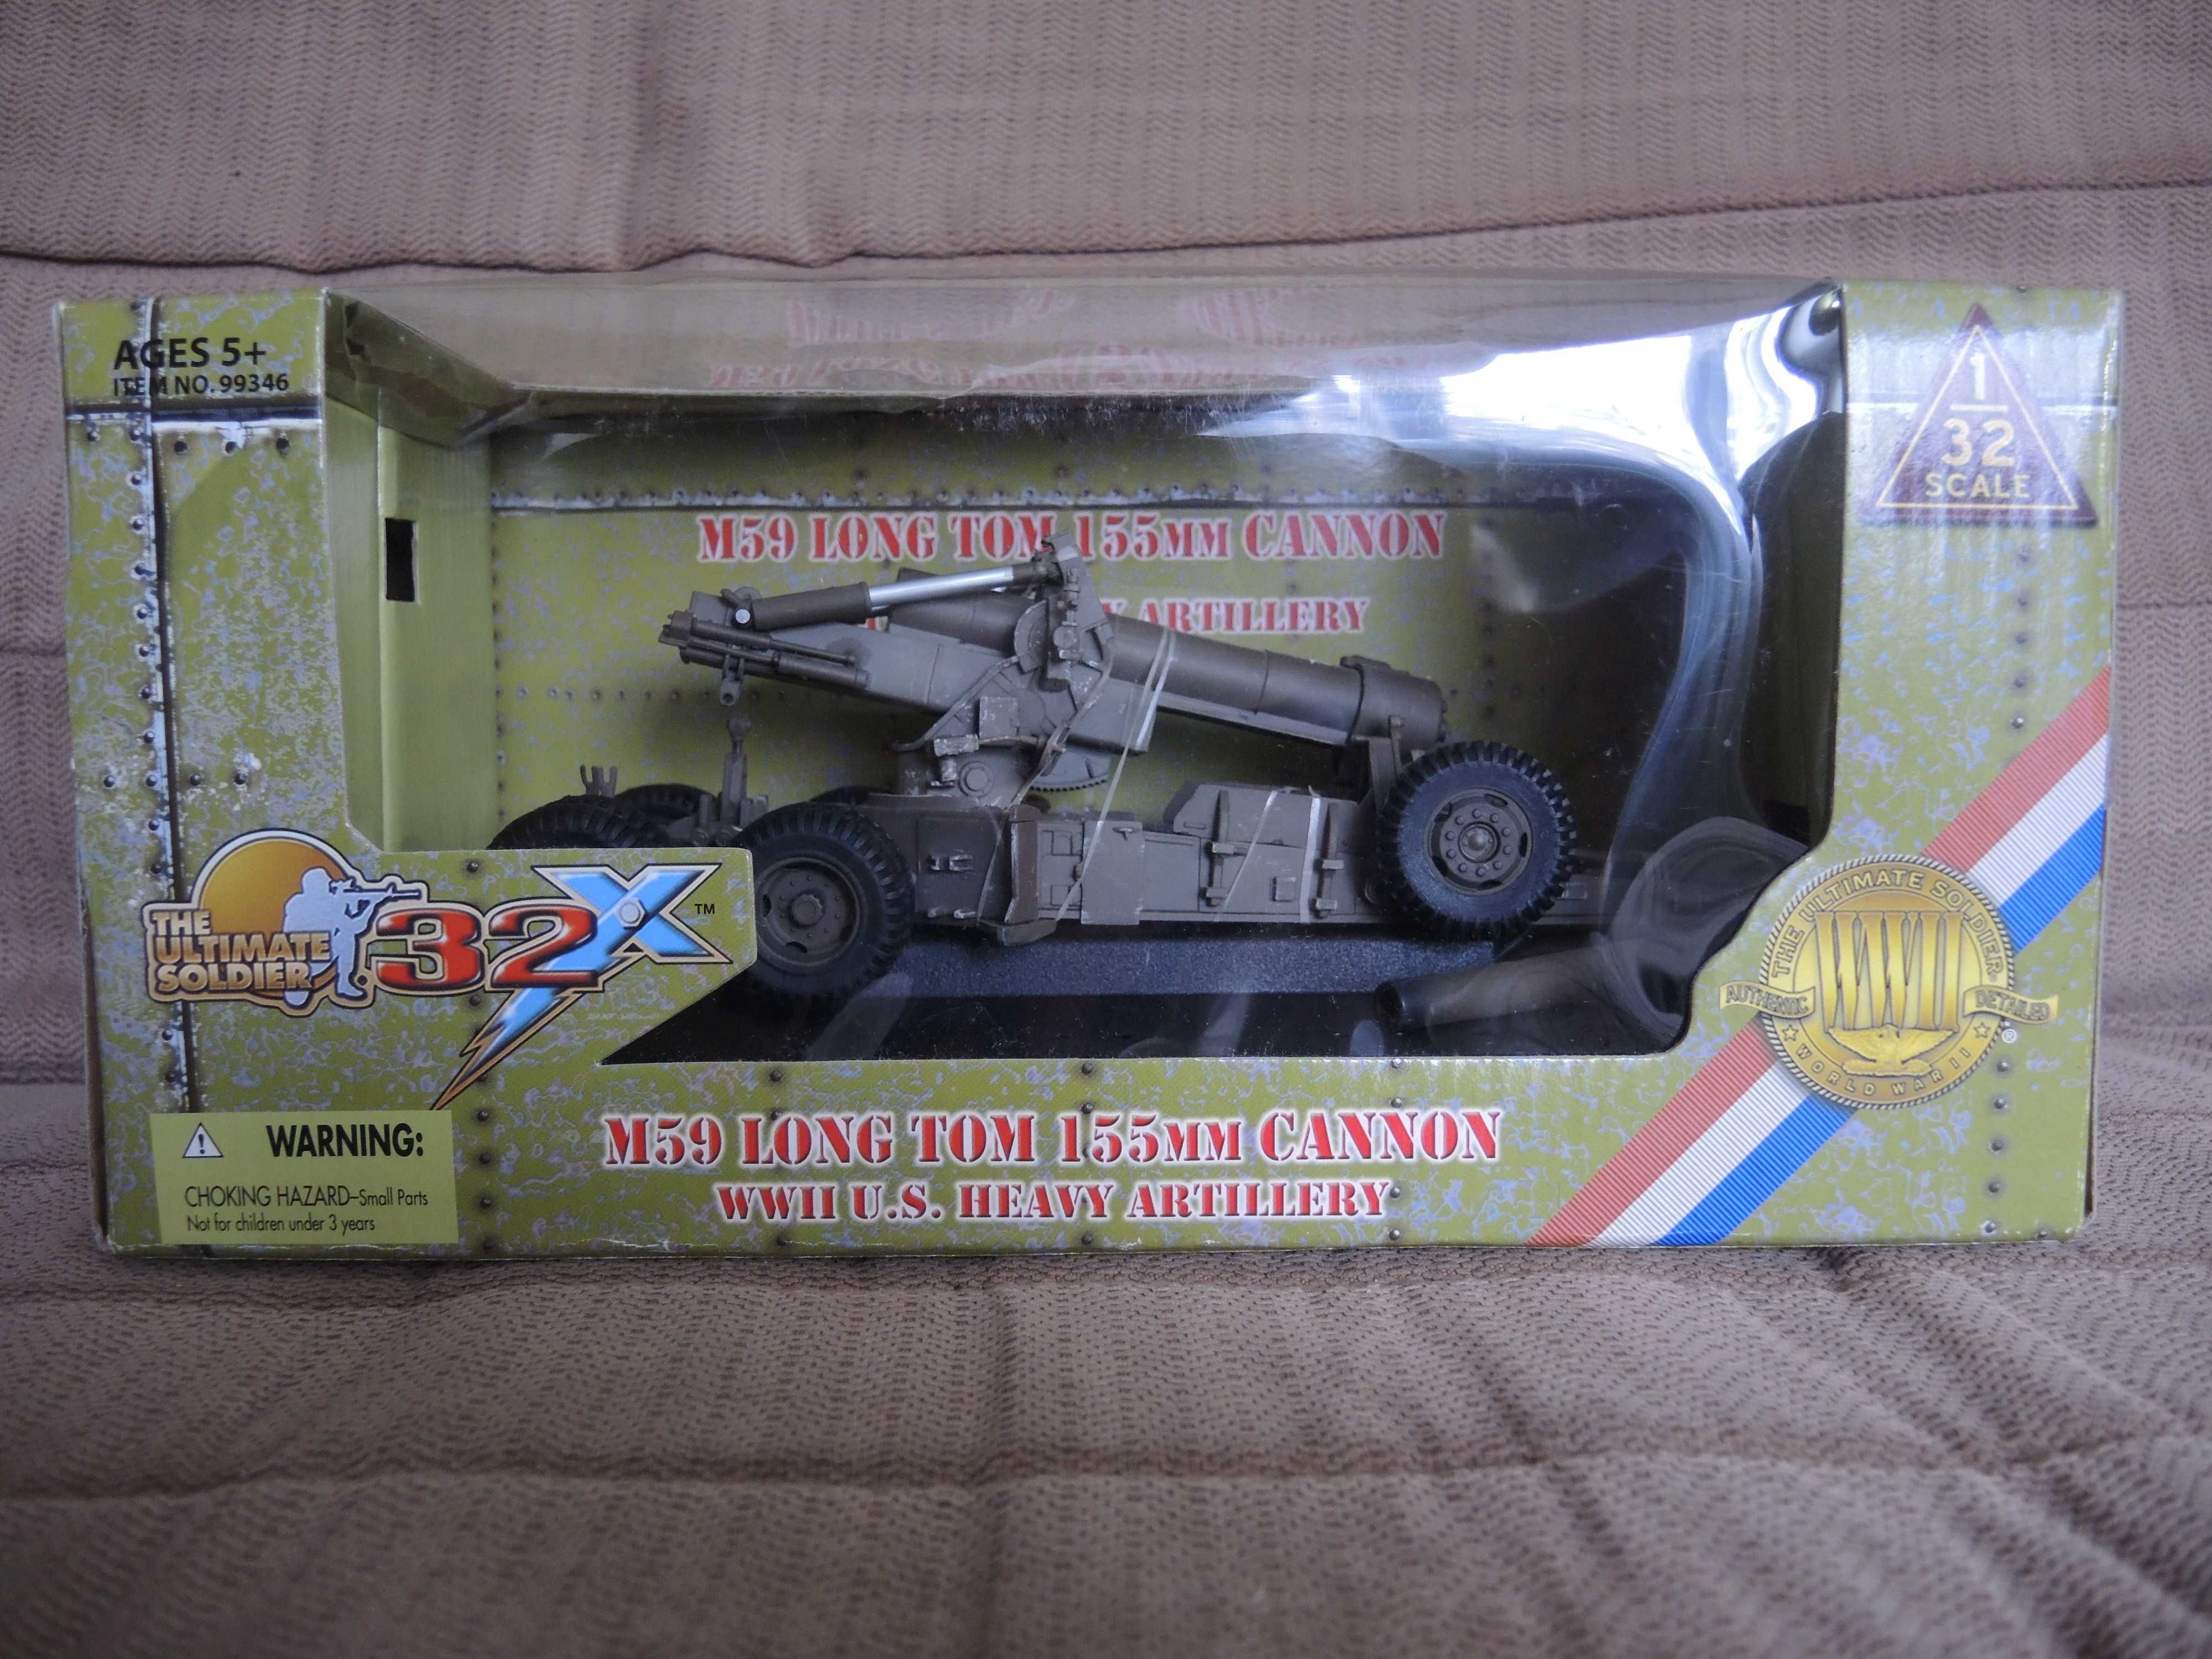 AGES 5+
ITEM NO. 99346
1
32
SCALE
M59 LONG TOM 155MM CANNON
ARTILLERY
THE
ULTIMATE
SOLDIER
32X™
THE ULTIMATE SOLDIER
WWII
AUTHENTIC
DETAILED
WORLD WAR II
®
M59 LONG TOM 155MM CANNON
WWII U.S. HEAVY ARTILLERY
WARNING:
CHOKING HAZARD–Small Parts
Not for children under 3 years